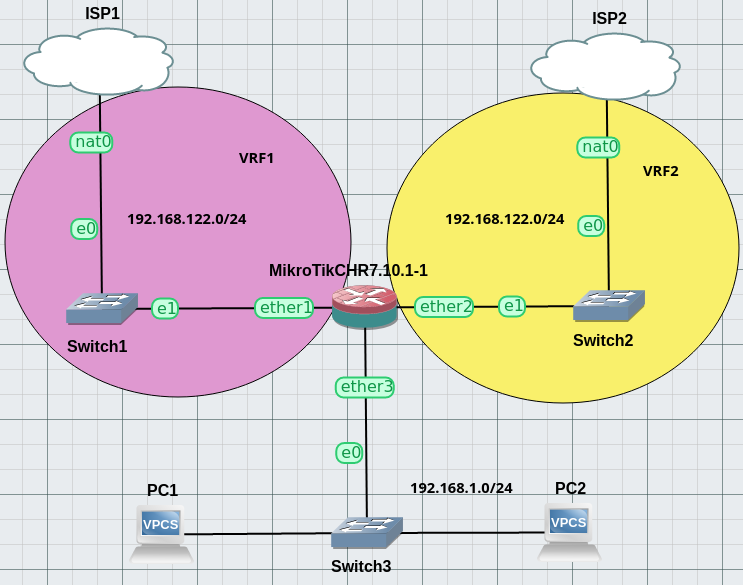 ISP1
ISP2
nat0
nat0
VRF1
VRF2
192.168.122.0/24
192.168.122.0/24
e0
e0
MikroTikCHR7.10.1-1
e1
ether1
ether2
e1
Switch1
Switch2
ether3
e0
192.168.1.0/24
PC1
PC2
VPCS
VPCS
Switch3